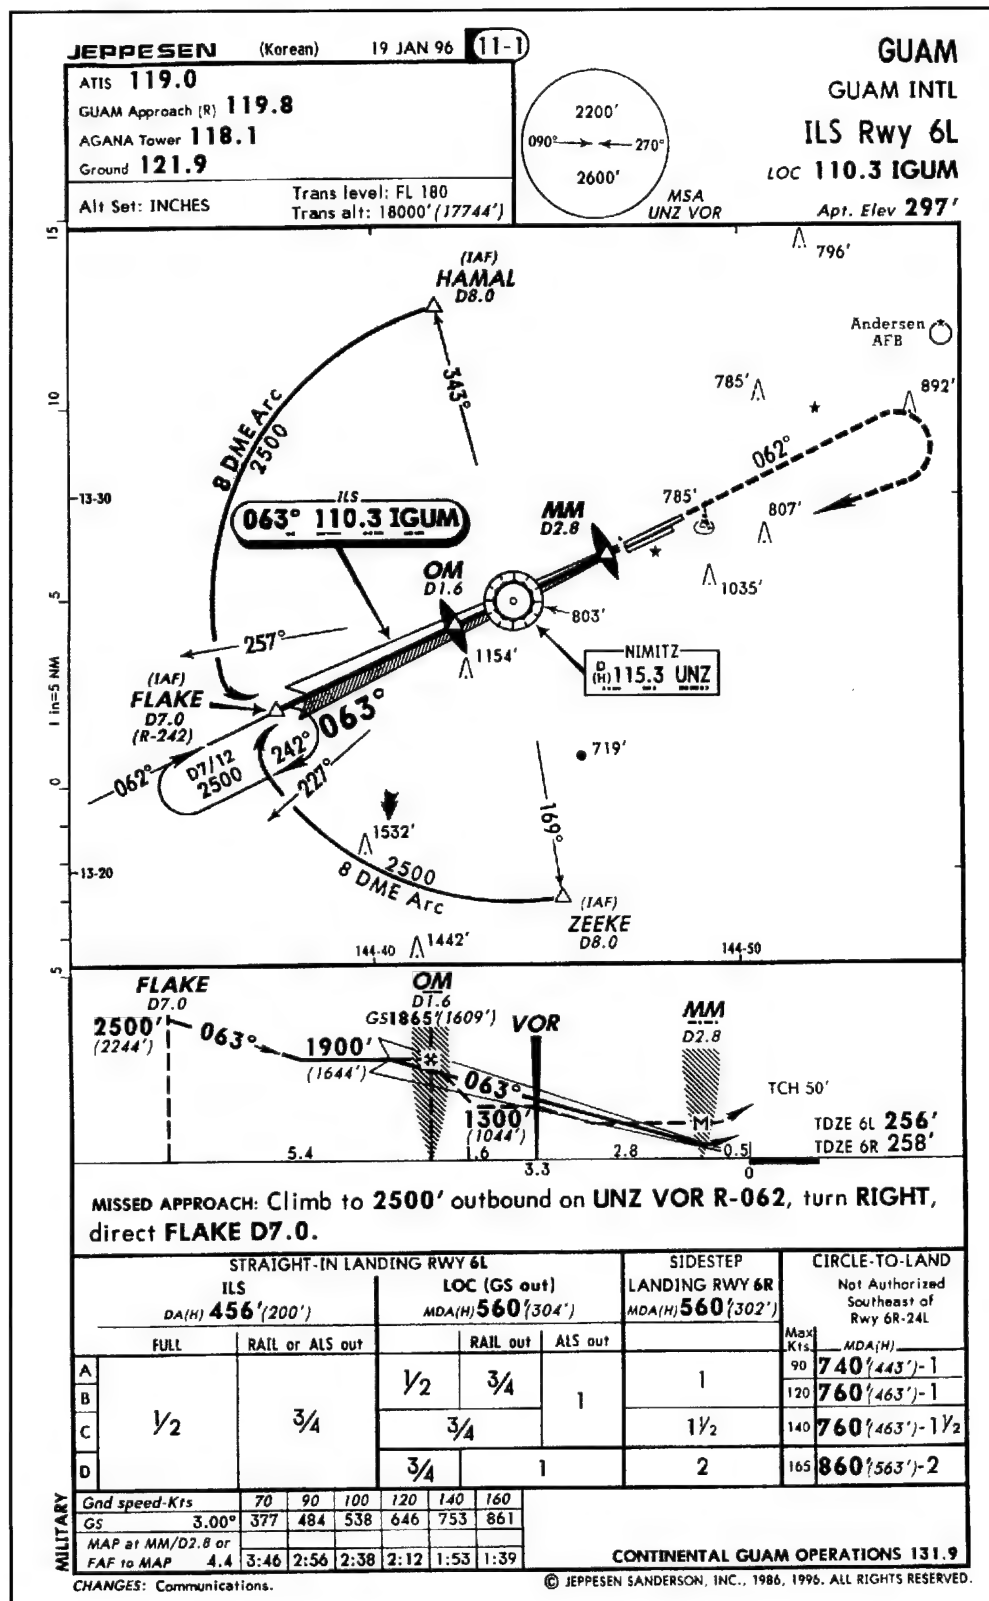 JEPPESEN (Korean) 19 JAN 96 11-1
GUAM
GUAM INTL
ILS Rwy 6L
LOC 110.3 IGUM
Apt. Elev 297'
ATIS 119.0
GUAM Approach (R) 119.8
AGANA Tower 118.1
Ground 121.9
Alt Set: INCHES
Trans level: FL 180
Trans alt: 18000' (17744')
2200'
090° 270°
2600'
MSA
UNZ VOR
15
796'
(IAF)
HAMAL
D8.0
Andersen
AFB
343°
785'
892'
10
8 DME Arc
2500
062°
13-30
ILS
063° 110.3 IGUM
MM
D2.8
785'
807'
OM
D1.6
1035'
5
803'
257°
1154'
NIMITZ
D
(H) 115.3 UNZ
(IAF)
FLAKE
D7.0
(R-242)
063°
1 in=5 NM
242°
D7/12
2500
719'
062°
227°
0
1532'
169°
13-20
2500
8 DME Arc
(IAF)
ZEEKE
D8.0
1442'
144-40
144-50
5
FLAKE
D7.0
OM
D1.6
GS1865'(1609')
VOR
MM
D2.8
2500'
(2244')
063°
1900'
(1644')
063°
1300'
(1044')
TCH 50'
M
TDZE 6L 256'
TDZE 6R 258'
5.4 1.6 2.8 0.5
3.3 0
MISSED APPROACH: Climb to 2500' outbound on UNZ VOR R-062, turn RIGHT,
direct FLAKE D7.0.
STRAIGHT-IN LANDING RWY 6L
ILS
DA(H) 456'(200')
LOC (GS out)
MDA(H) 560'(304')
SIDESTEP
LANDING RWY 6R
MDA(H) 560'(302')
CIRCLE-TO-LAND
Not Authorized
Southeast of
Rwy 6R-24L
FULL RAIL or ALS out RAIL out ALS out
Max
Kts. MDA(H)
A 90 740'(443')-1
B 1/2 3/4 1 1 120 760'(463')-1
C 1/2 3/4 3/4 1 1/2 140 760'(463')-1 1/2
D 3/4 1 2 165 860'(563')-2
MILITARY
Gnd speed-Kts 70 90 100 120 140 160
GS 3.00° 377 484 538 646 753 861
MAP at MM/D2.8 or
FAF to MAP 4.4 3:46 2:56 2:38 2:12 1:53 1:39
CONTINENTAL GUAM OPERATIONS 131.9
CHANGES: Communications.
© JEPPESEN SANDERSON, INC., 1986, 1996. ALL RIGHTS RESERVED.